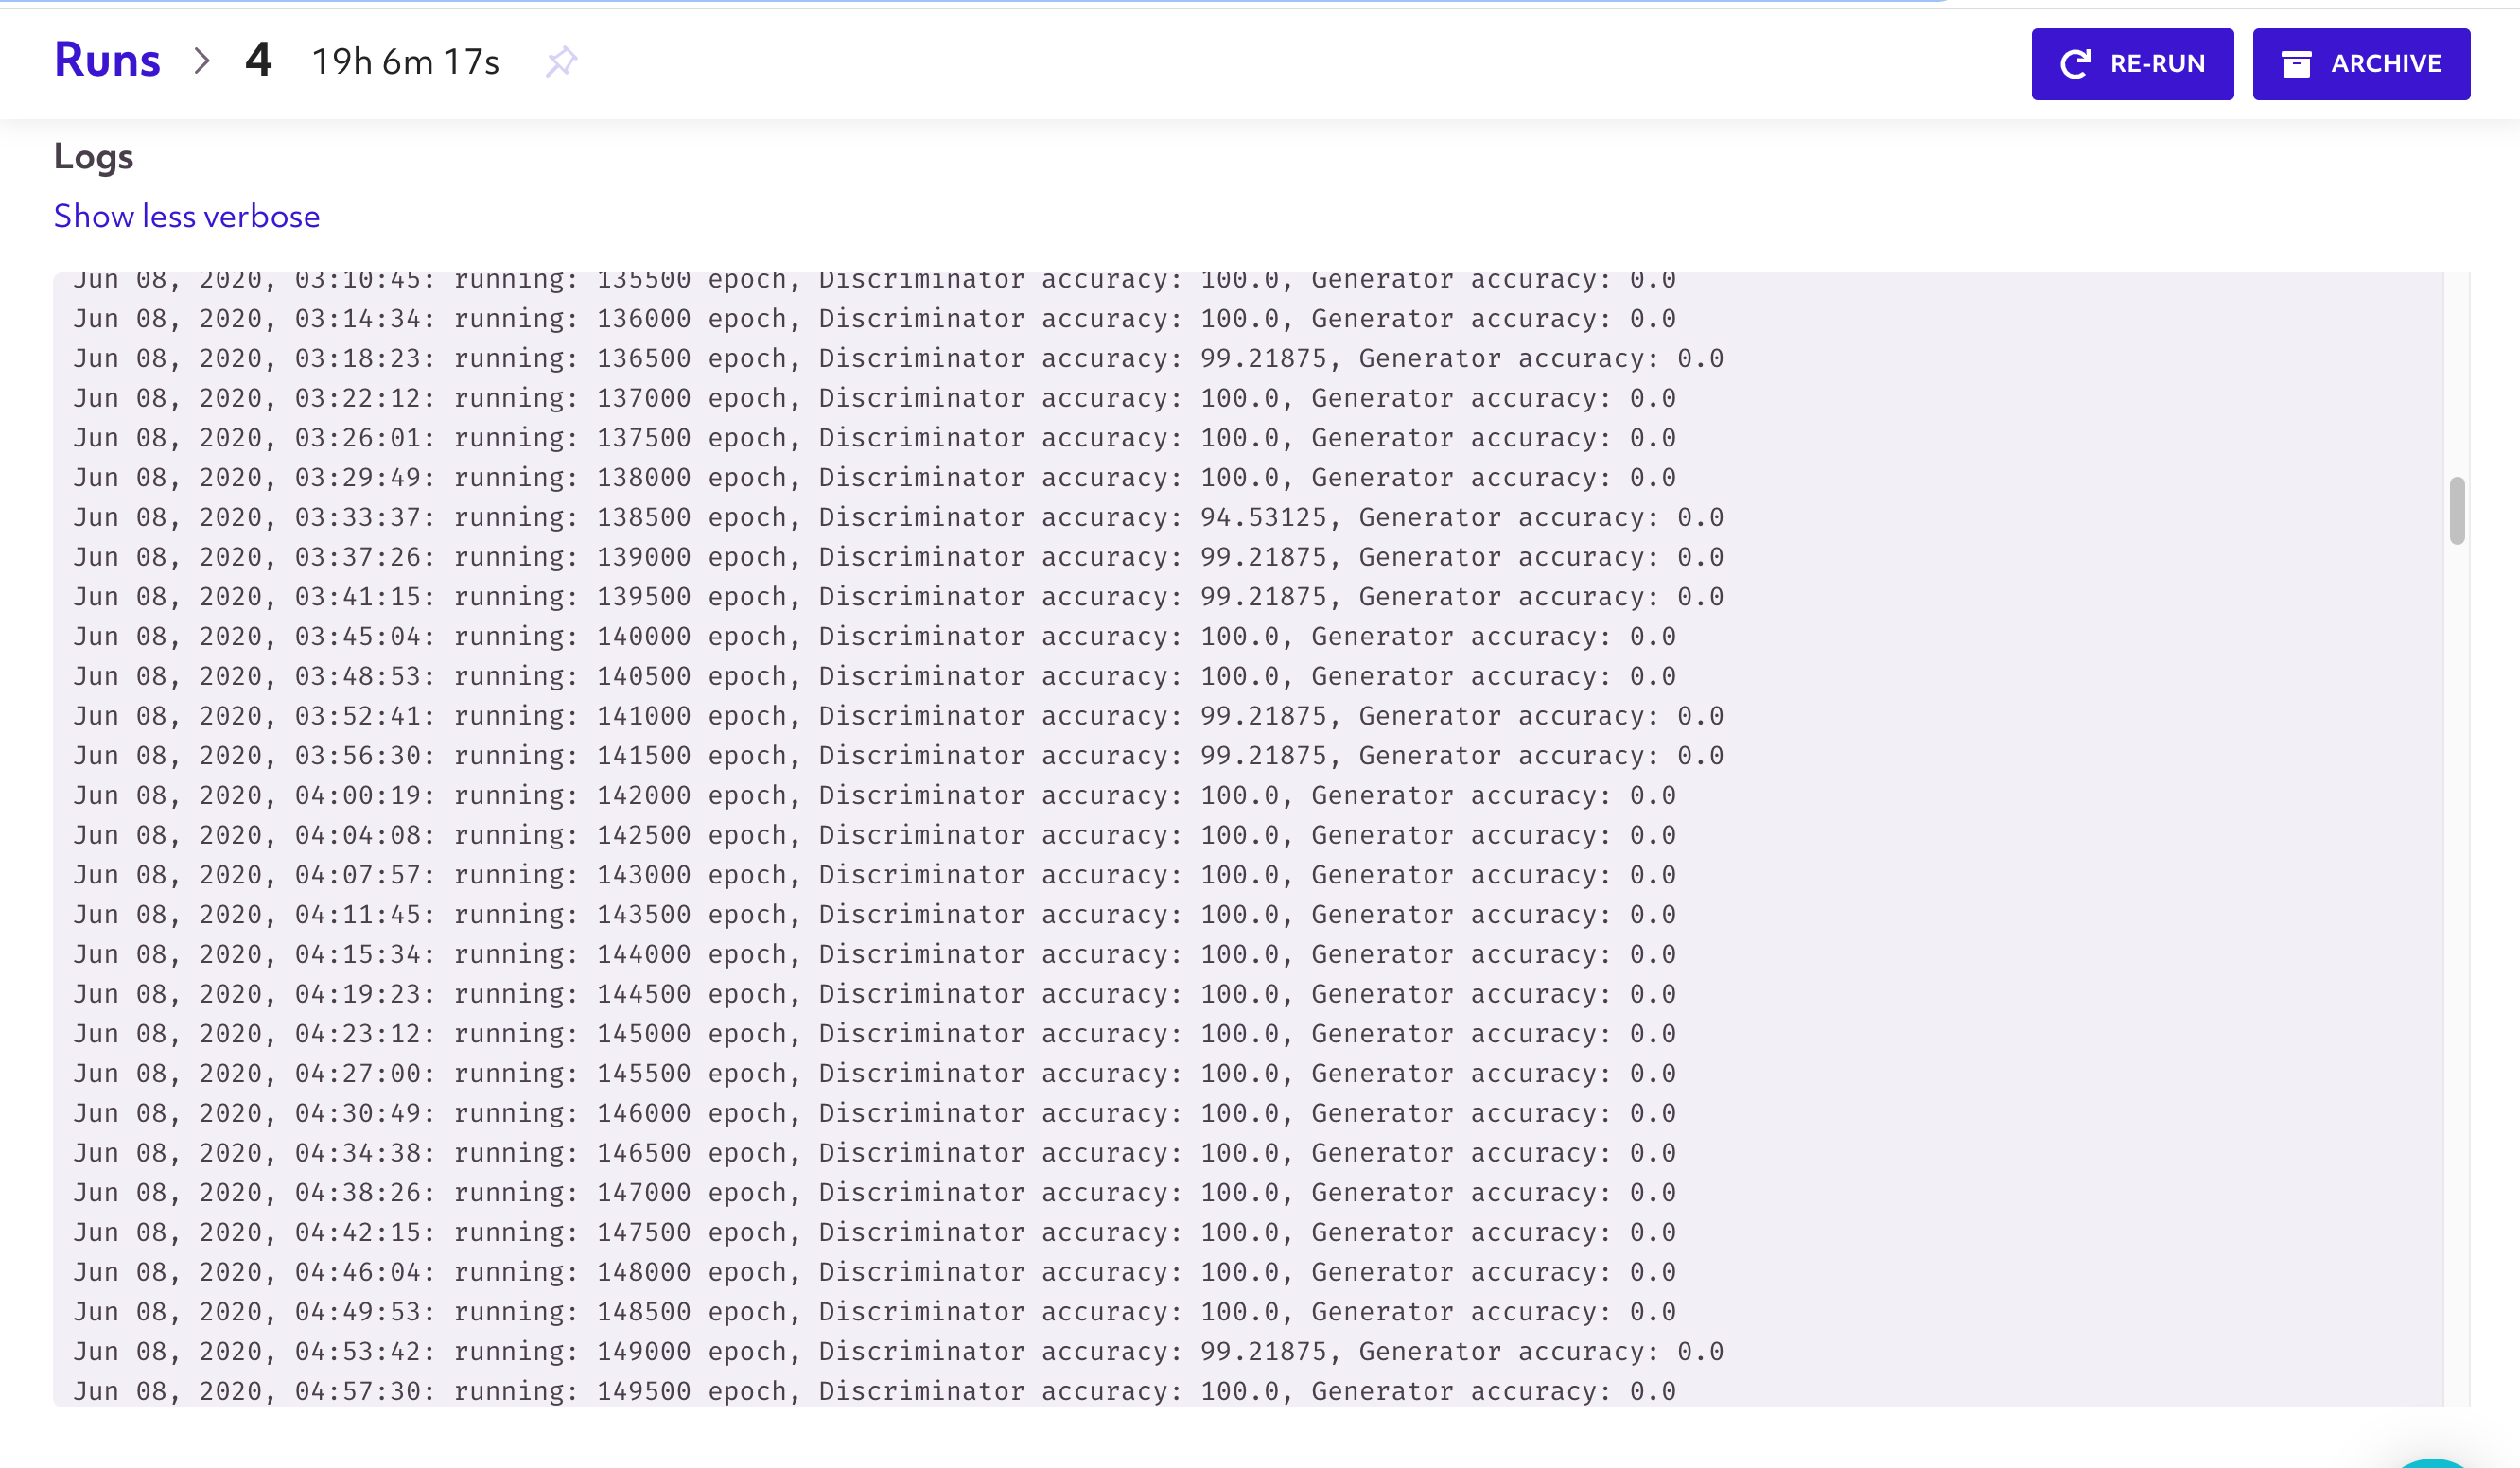 Runs > 4 19h 6m 17s RE-RUN ARCHIVE
Logs
Show less verbose
Jun 08, 2020, 03:10:45: running: 135500 epoch, Discriminator accuracy: 100.0, Generator accuracy: 0.0
Jun 08, 2020, 03:14:34: running: 136000 epoch, Discriminator accuracy: 100.0, Generator accuracy: 0.0
Jun 08, 2020, 03:18:23: running: 136500 epoch, Discriminator accuracy: 99.21875, Generator accuracy: 0.0
Jun 08, 2020, 03:22:12: running: 137000 epoch, Discriminator accuracy: 100.0, Generator accuracy: 0.0
Jun 08, 2020, 03:26:01: running: 137500 epoch, Discriminator accuracy: 100.0, Generator accuracy: 0.0
Jun 08, 2020, 03:29:49: running: 138000 epoch, Discriminator accuracy: 100.0, Generator accuracy: 0.0
Jun 08, 2020, 03:33:37: running: 138500 epoch, Discriminator accuracy: 94.53125, Generator accuracy: 0.0
Jun 08, 2020, 03:37:26: running: 139000 epoch, Discriminator accuracy: 99.21875, Generator accuracy: 0.0
Jun 08, 2020, 03:41:15: running: 139500 epoch, Discriminator accuracy: 99.21875, Generator accuracy: 0.0
Jun 08, 2020, 03:45:04: running: 140000 epoch, Discriminator accuracy: 100.0, Generator accuracy: 0.0
Jun 08, 2020, 03:48:53: running: 140500 epoch, Discriminator accuracy: 100.0, Generator accuracy: 0.0
Jun 08, 2020, 03:52:41: running: 141000 epoch, Discriminator accuracy: 99.21875, Generator accuracy: 0.0
Jun 08, 2020, 03:56:30: running: 141500 epoch, Discriminator accuracy: 99.21875, Generator accuracy: 0.0
Jun 08, 2020, 04:00:19: running: 142000 epoch, Discriminator accuracy: 100.0, Generator accuracy: 0.0
Jun 08, 2020, 04:04:08: running: 142500 epoch, Discriminator accuracy: 100.0, Generator accuracy: 0.0
Jun 08, 2020, 04:07:57: running: 143000 epoch, Discriminator accuracy: 100.0, Generator accuracy: 0.0
Jun 08, 2020, 04:11:45: running: 143500 epoch, Discriminator accuracy: 100.0, Generator accuracy: 0.0
Jun 08, 2020, 04:15:34: running: 144000 epoch, Discriminator accuracy: 100.0, Generator accuracy: 0.0
Jun 08, 2020, 04:19:23: running: 144500 epoch, Discriminator accuracy: 100.0, Generator accuracy: 0.0
Jun 08, 2020, 04:23:12: running: 145000 epoch, Discriminator accuracy: 100.0, Generator accuracy: 0.0
Jun 08, 2020, 04:27:00: running: 145500 epoch, Discriminator accuracy: 100.0, Generator accuracy: 0.0
Jun 08, 2020, 04:30:49: running: 146000 epoch, Discriminator accuracy: 100.0, Generator accuracy: 0.0
Jun 08, 2020, 04:34:38: running: 146500 epoch, Discriminator accuracy: 100.0, Generator accuracy: 0.0
Jun 08, 2020, 04:38:26: running: 147000 epoch, Discriminator accuracy: 100.0, Generator accuracy: 0.0
Jun 08, 2020, 04:42:15: running: 147500 epoch, Discriminator accuracy: 100.0, Generator accuracy: 0.0
Jun 08, 2020, 04:46:04: running: 148000 epoch, Discriminator accuracy: 100.0, Generator accuracy: 0.0
Jun 08, 2020, 04:49:53: running: 148500 epoch, Discriminator accuracy: 100.0, Generator accuracy: 0.0
Jun 08, 2020, 04:53:42: running: 149000 epoch, Discriminator accuracy: 99.21875, Generator accuracy: 0.0
Jun 08, 2020, 04:57:30: running: 149500 epoch, Discriminator accuracy: 100.0, Generator accuracy: 0.0